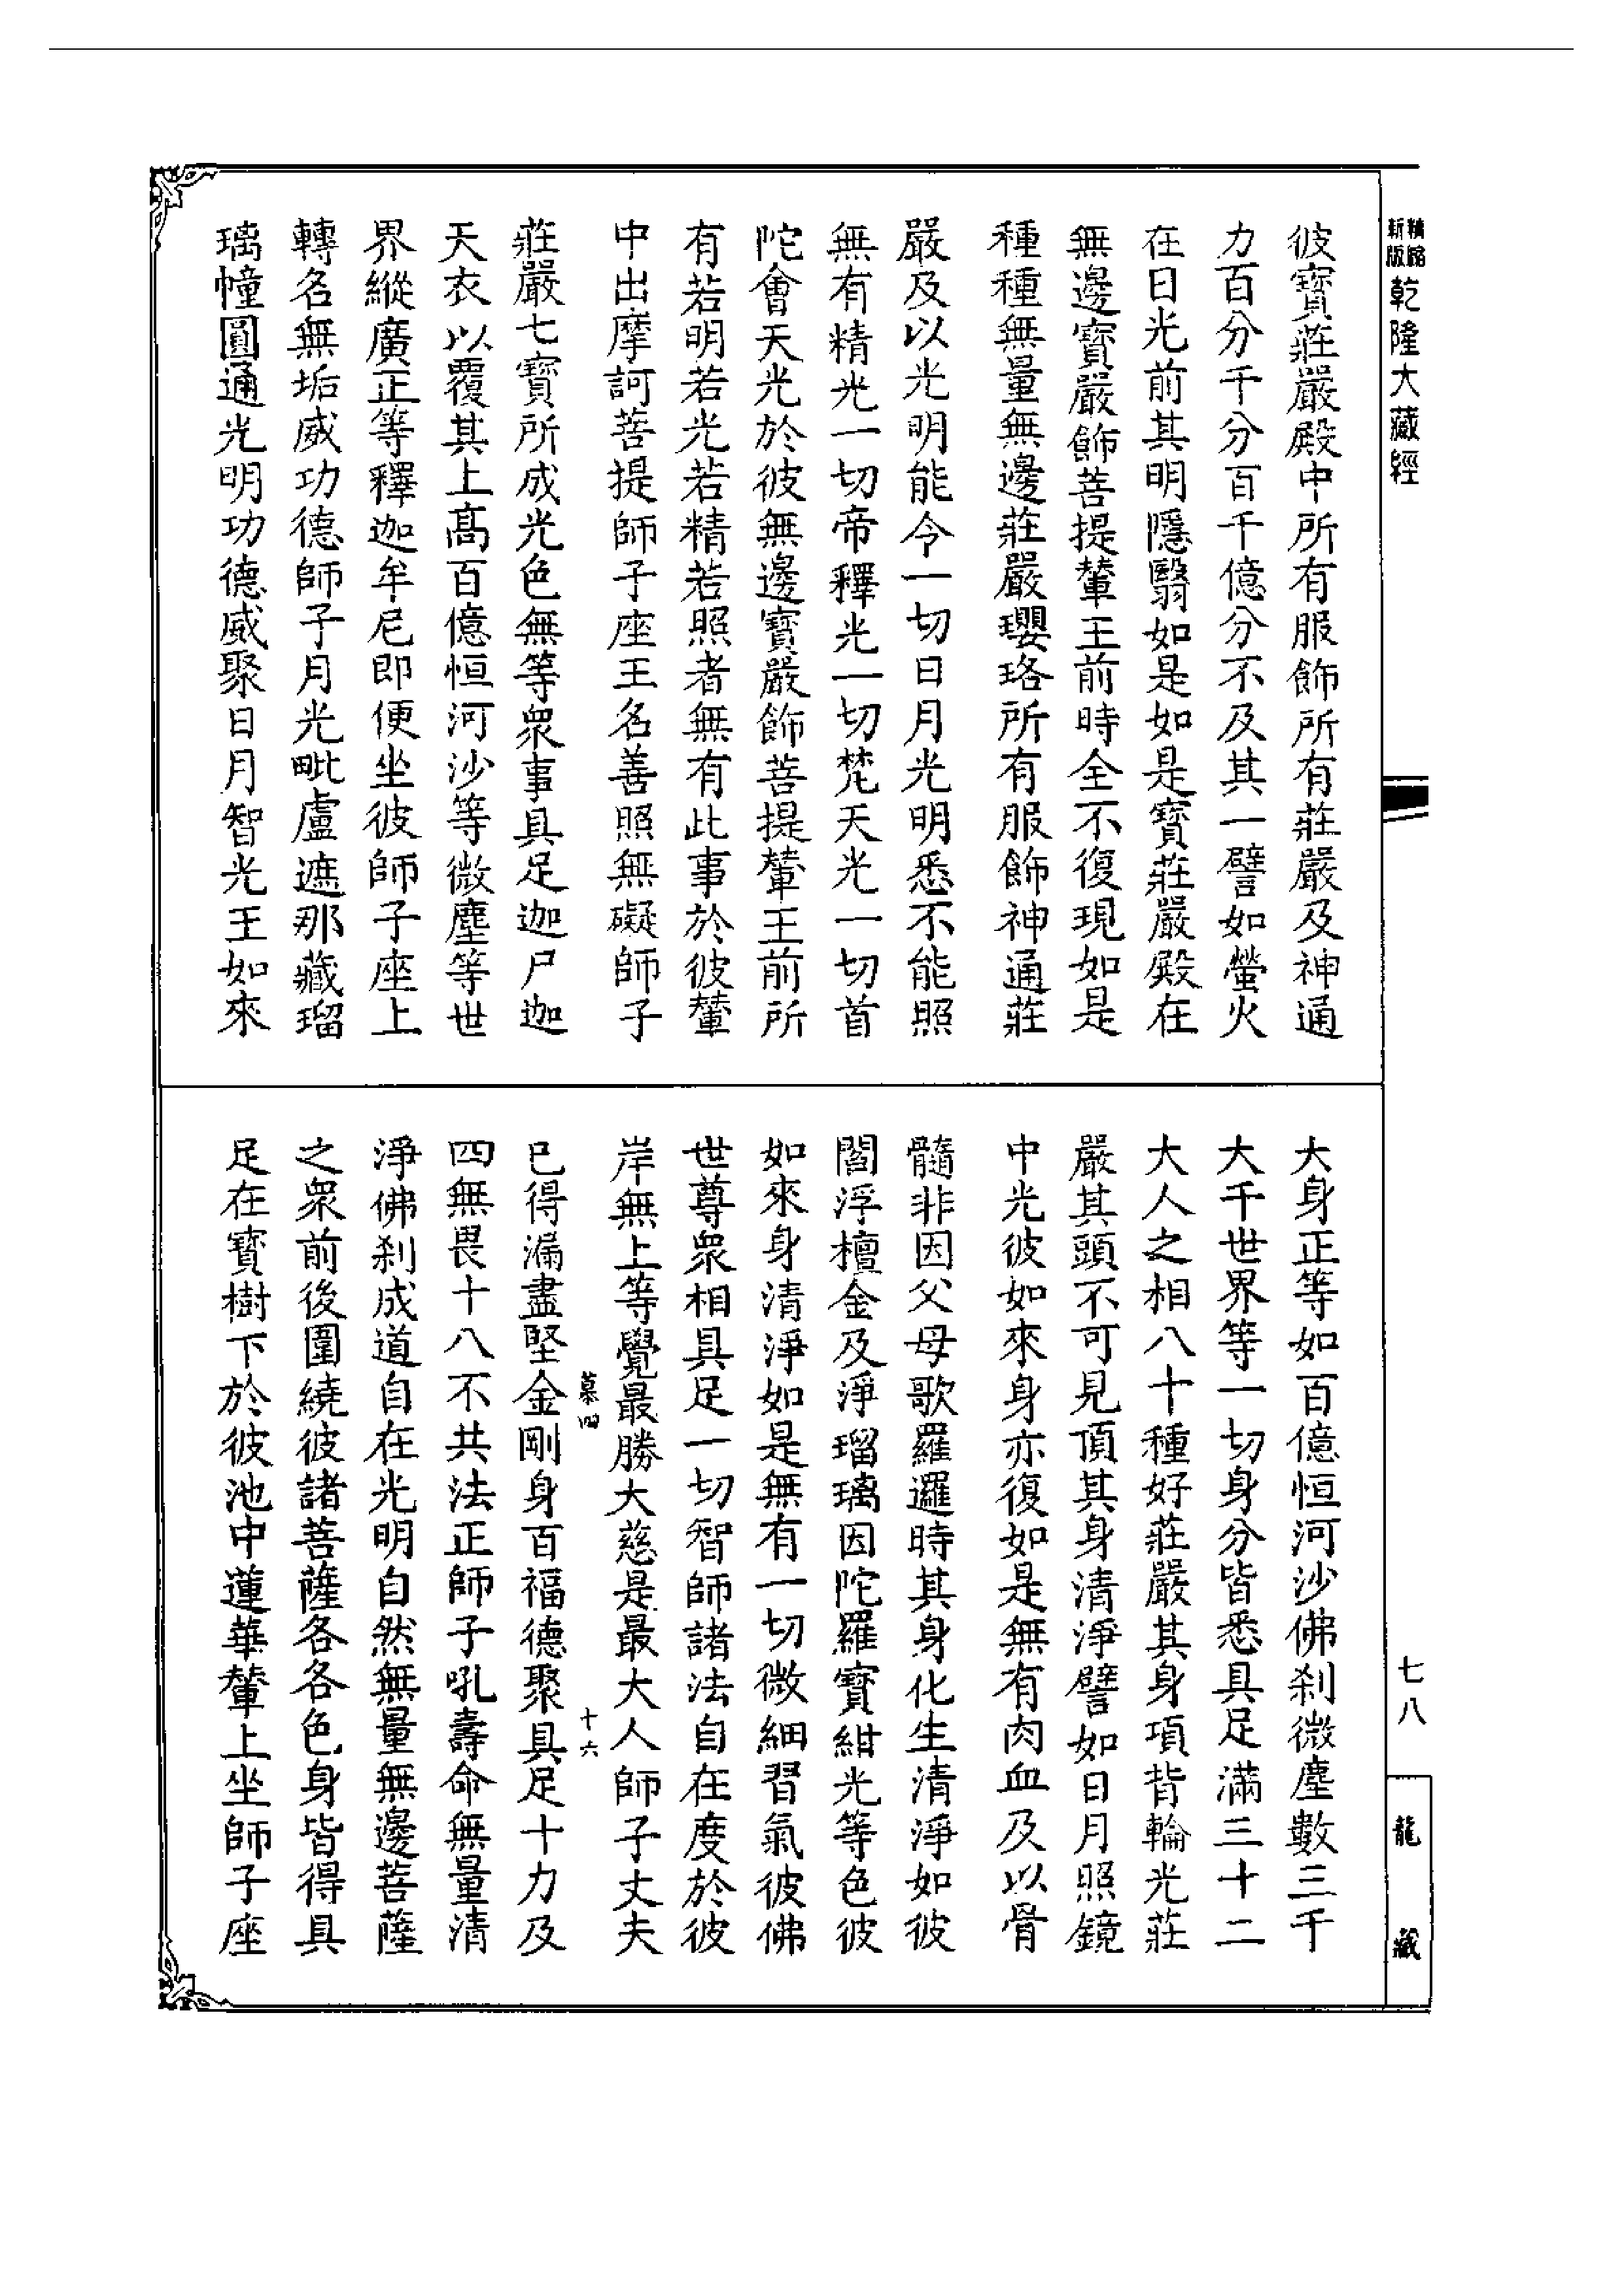 新版
精縮
乾隆大藏經
彼寶莊嚴殿中所有服飾所有莊嚴及神通
力百分千分百千億分不及其一譬如螢火
在日光前其明隱翳如是如是寶莊嚴殿在
無邊寶嚴飾菩提輦王前時全不復現如是
種種無量無邊莊嚴瓔珞所有服飾神通莊
嚴及以光明能令一切日月光明悉不能照
無有精光一切帝釋光一切梵天光一切首
陀會天光於彼無邊寶嚴飾菩提輦王前所
有若明若光若精若照者無有此事於彼輦
中出摩訶菩提師子座王名善照無礙師子
莊嚴七寶所成光色無等衆事具足迦尸迦
天衣以覆其上高百億恒河沙等微塵等世
界縱廣正等釋迦牟尼即便坐彼師子座上
轉名無垢威功德師子月光毗盧遮那藏瑠
璃幢圓通光明功德威聚日月智光王如來
大身正等如百億恒河沙佛刹微塵數三千
大千世界等一切身分皆悉具足滿三十二
大人之相八十種好莊嚴其身項背輪光莊
嚴其頭不可見頂其身清淨譬如日月照鏡
中光彼如來身亦復如是無有肉血及以骨
髓非因父母歌羅邏時其身化生清淨如彼
閻浮檀金及淨瑠璃因陀羅寶紺光等色彼
如來身清淨如是無有一切微細習氣彼佛
世尊衆相具足一切智師諸法自在度於彼
岸無上等覺最勝大慈是最大人師子丈夫
慕四
十六
已得漏盡堅金剛身百福德聚具足十力及
四無畏十八不共法正師子吼壽命無量清
淨佛刹成道自在光明自然無量無邊菩薩
之衆前後圍繞彼諸菩薩各各色身皆得具
足在寶樹下於彼池中蓮華輦上坐師子座
七八
龍藏